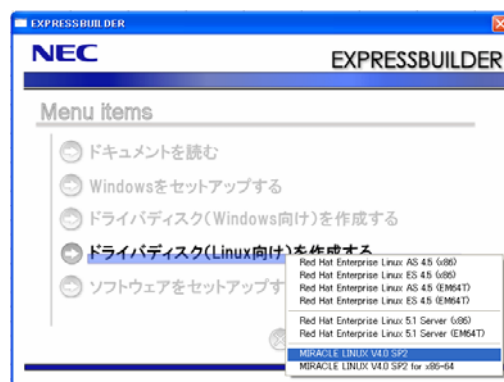 EXPRESSBUILDER
NEC
EXPRESSBUILDER
Menu items
ドキュメントを読む
Windowsをセットアップする
ドライバディスク(Windows向け)を作成する
ドライバディスク(Linux向け)を作成する
ソフトウェアをセットアップす
Red Hat Enterprise Linux AS 4.5 (x86)
Red Hat Enterprise Linux ES 4.5 (x86)
Red Hat Enterprise Linux AS 4.5 (EM64T)
Red Hat Enterprise Linux ES 4.5 (EM64T)
Red Hat Enterprise Linux 5.1 Server (x86)
Red Hat Enterprise Linux 5.1 Server (EM64T)
MIRACLE LINUX V4.0 SP2
MIRACLE LINUX V4.0 SP2 for x86-64